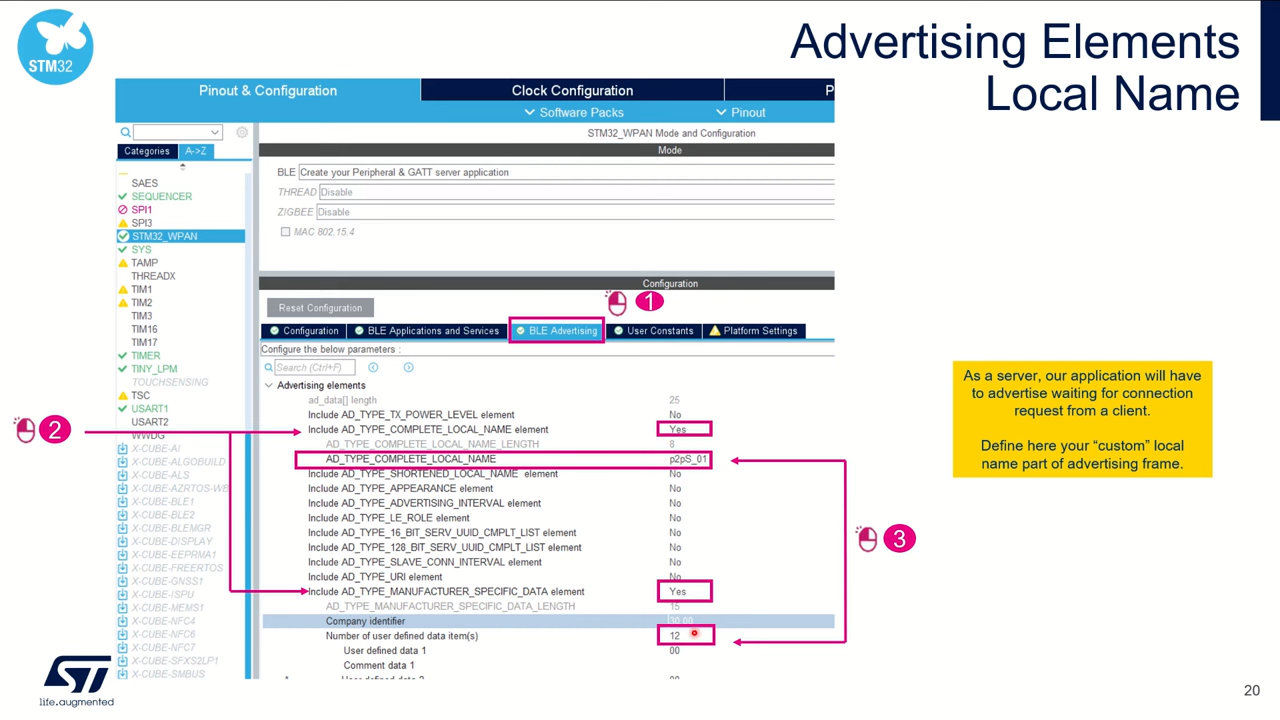 STM32
Advertising Elements
Local Name
Pinout & Configuration
Clock Configuration
P
Software Packs
Pinout
STM32_WPAN Mode and Configuration
Categories
A->Z
Mode
BLE Create your Peripheral & GATT server application
THREAD Disable
ZIGBEE Disable
MAC 802.15.4
SAES
SEQUENCER
SPI1
SPI3
STM32_WPAN
SYS
TAMP
THREADX
TIM1
TIM2
TIM3
TIM16
TIM17
TIMER
TINY_LPM
TOUCHSENSING
TSC
USART1
USART2
WWDG
X-CUBE-AI
X-CUBE-ALGOBUILD
X-CUBE-ALS
X-CUBE-AZRTOS-WB
X-CUBE-BLE1
X-CUBE-BLE2
X-CUBE-BLEMGR
X-CUBE-DISPLAY
X-CUBE-EEPRMA1
X-CUBE-FREERTOS
X-CUBE-GNSS1
X-CUBE-ISPU
X-CUBE-MEMS1
X-CUBE-NFC4
X-CUBE-NFC6
X-CUBE-NFC7
X-CUBE-SFXS2LP1
X-CUBE-SMBUS
Configuration
Reset Configuration
1
Configuration
BLE Applications and Services
BLE Advertising
User Constants
Platform Settings
Configure the below parameters :
Search (Ctrl+F)
Advertising elements
ad_data[] length 25
Include AD_TYPE_TX_POWER_LEVEL element No
2
Include AD_TYPE_COMPLETE_LOCAL_NAME element Yes
AD_TYPE_COMPLETE_LOCAL_NAME_LENGTH 8
AD_TYPE_COMPLETE_LOCAL_NAME p2pS_01
Include AD_TYPE_SHORTENED_LOCAL_NAME element No
Include AD_TYPE_APPEARANCE element No
Include AD_TYPE_ADVERTISING_INTERVAL element No
Include AD_TYPE_LE_ROLE element No
Include AD_TYPE_16_BIT_SERV_UUID_CMPLT_LIST element No
Include AD_TYPE_128_BIT_SERV_UUID_CMPLT_LIST element No
Include AD_TYPE_SLAVE_CONN_INTERVAL element No
Include AD_TYPE_URI element No
Include AD_TYPE_MANUFACTURER_SPECIFIC_DATA element Yes
AD_TYPE_MANUFACTURER_SPECIFIC_DATA_LENGTH 15
Company identifier 30 00
Number of user defined data item(s) 12
User defined data 1 00
Comment data 1
User defined data 2 00
3
As a server, our application will have
to advertise waiting for connection
request from a client.
Define here your “custom” local
name part of advertising frame.
ST
life.augmented
20